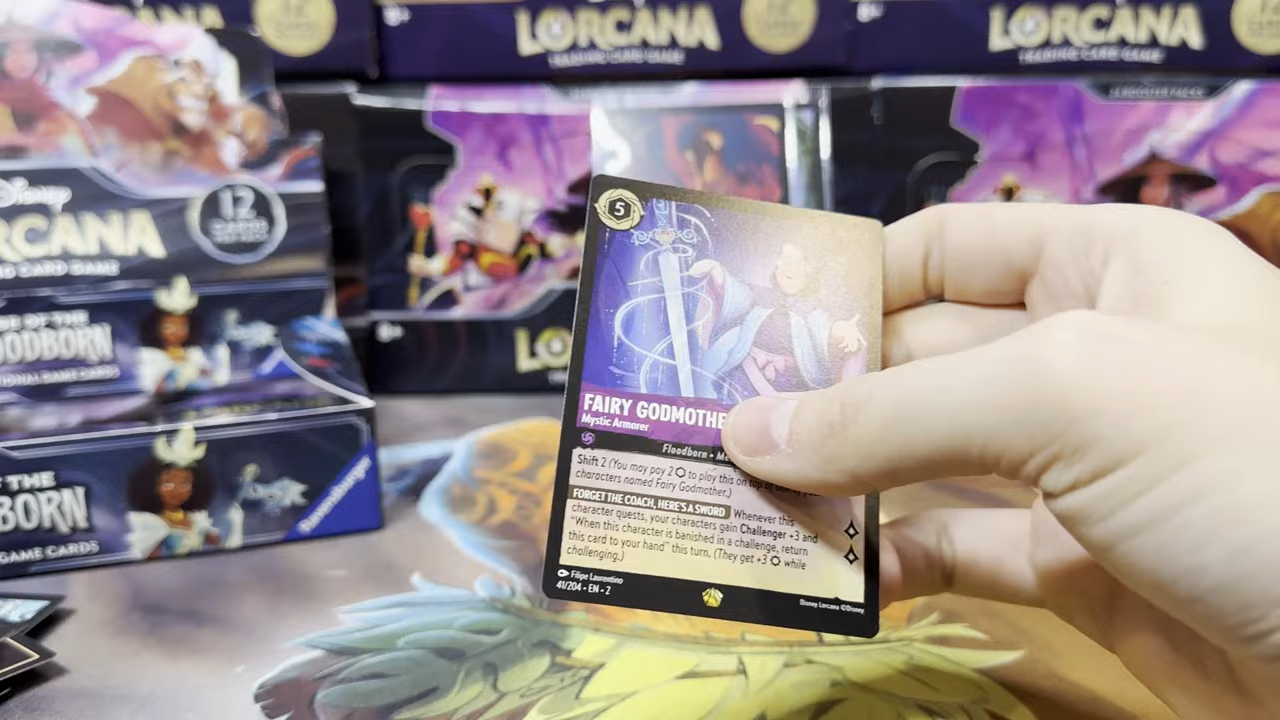 LORCANA
TRADING CARD GAME
LORCANA
TRADING CARD GAME
Disney
RCANA
CARD GAME
12
OF THE
OODBORN
GAME CARDS
OF THE
BORN
GAME CARDS
Ravensburger
LO
5
FAIRY GODMOTHE
Mystic Armorer
Floodborn - Me
Shift 2 (You may pay 2 to play this on top of
characters named Fairy Godmother.)
FORGET THE COACH, HERE'S A SWORD Whenever this
character quests, your characters gain Challenger +3 and
"When this character is banished in a challenge, return
this card to your hand" this turn. (They get +3 while
challenging.)
Filipe Laurentino
41/204 • EN • 2
Disney Lorcana ©Disney